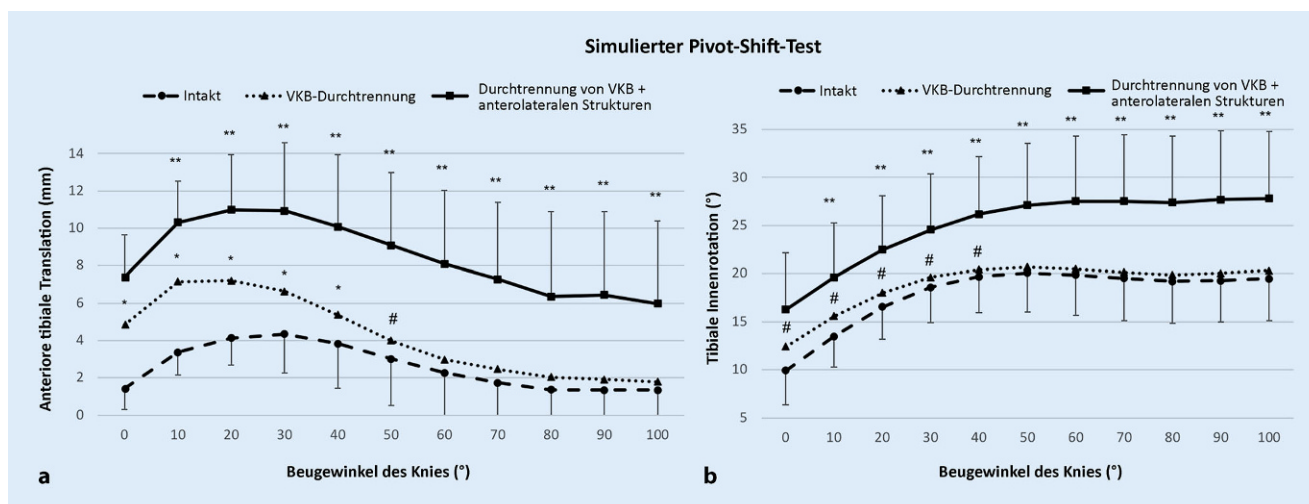 Simulierter Pivot-Shift-Test
Intakt
VKB-Durchtrennung
Durchtrennung von VKB +
anterolateralen Strukturen
Anteriore tibiale Translation (mm)
14
12
10
8
6
4
2
0
** ** ** ** ** ** ** ** ** **
* * * * * #
0 10 20 30 40 50 60 70 80 90 100
Beugewinkel des Knies (°)
a
Intakt
VKB-Durchtrennung
Durchtrennung von VKB +
anterolateralen Strukturen
Tibiale Innenrotation (°)
35
30
25
20
15
10
5
** ** ** ** ** ** ** ** ** **
# # # # #
0 10 20 30 40 50 60 70 80 90 100
Beugewinkel des Knies (°)
b